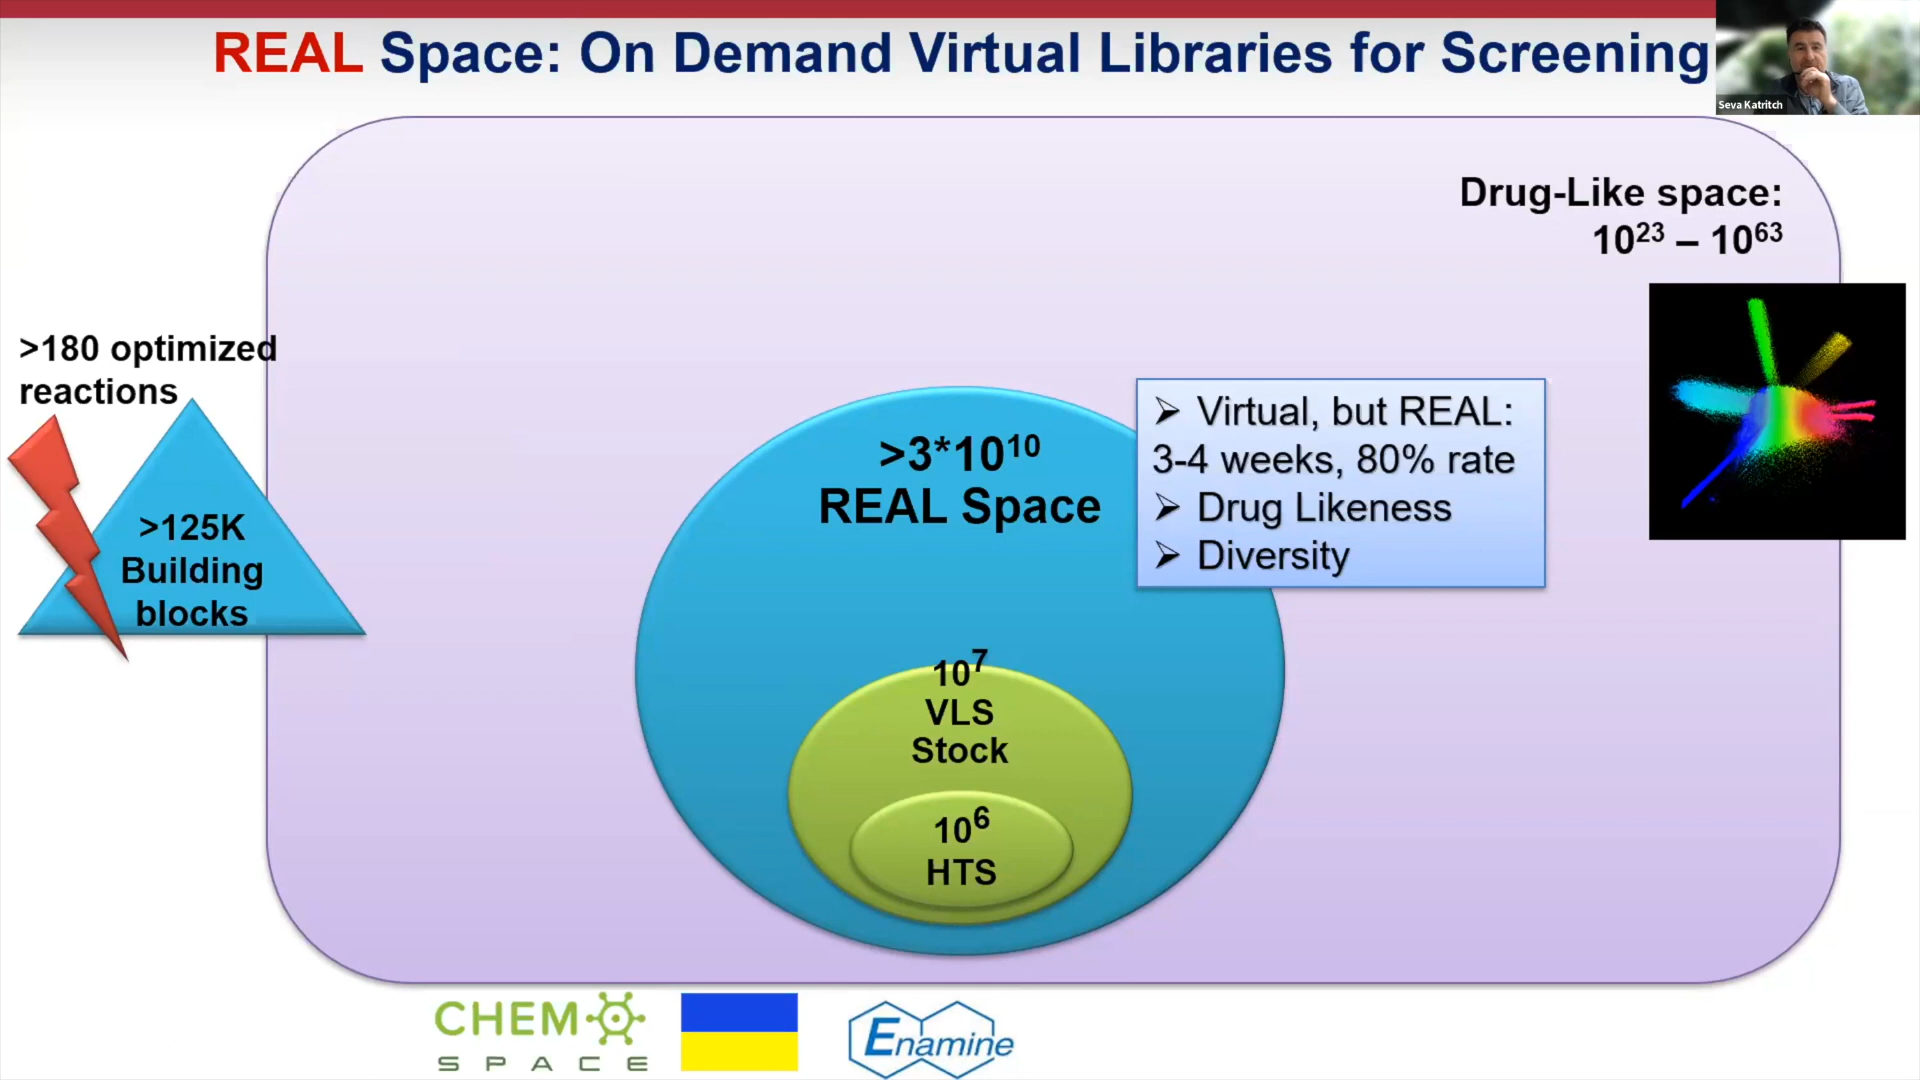 REAL Space: On Demand Virtual Libraries for Screening
Seva Katritch
Drug-Like space:
10²³ – 10⁶³
>180 optimized
reactions
>125K
Building
blocks
>3*10¹⁰
REAL Space
➢ Virtual, but REAL:
3-4 weeks, 80% rate
➢ Drug Likeness
➢ Diversity
10⁷
VLS
Stock
10⁶
HTS
CHEM
SPACE
Enamine